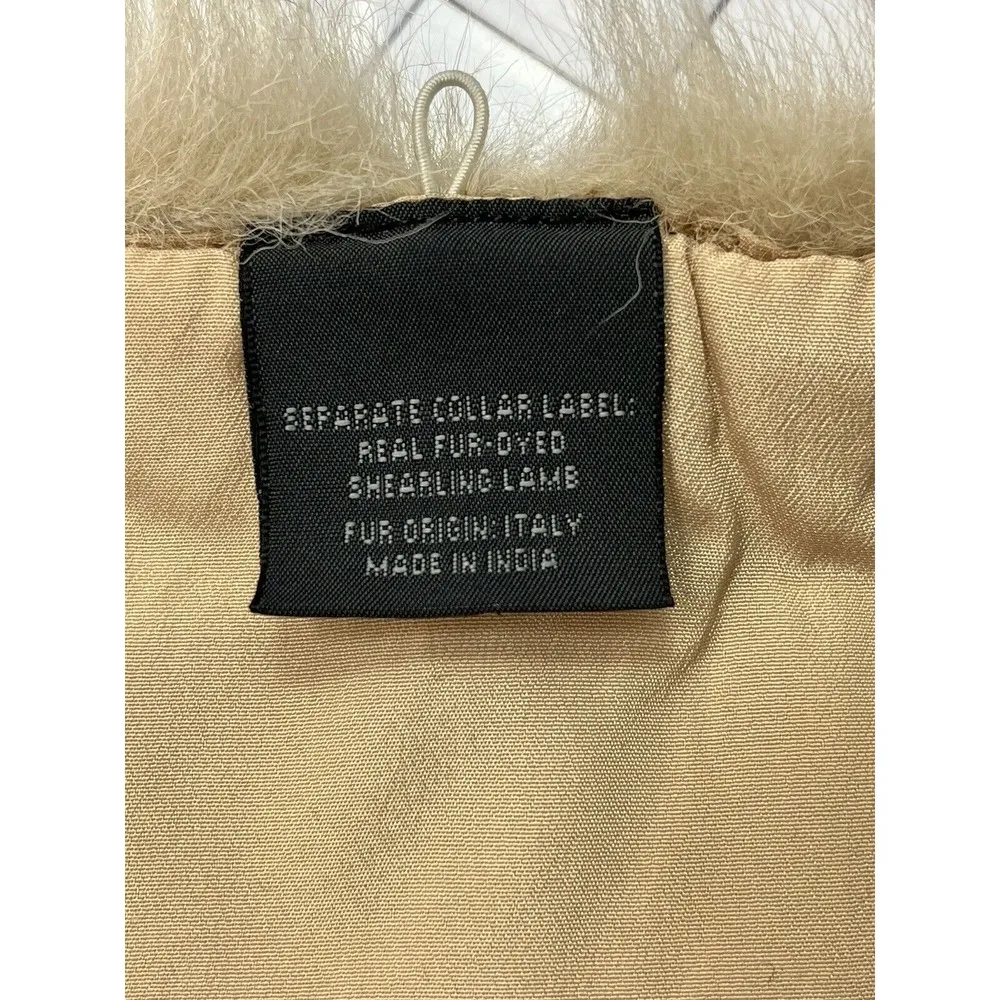 SEPARATE COLLAR LABEL:
REAL FUR-DYED
SHEARLING LAMB
FUR ORIGIN: ITALY
MADE IN INDIA